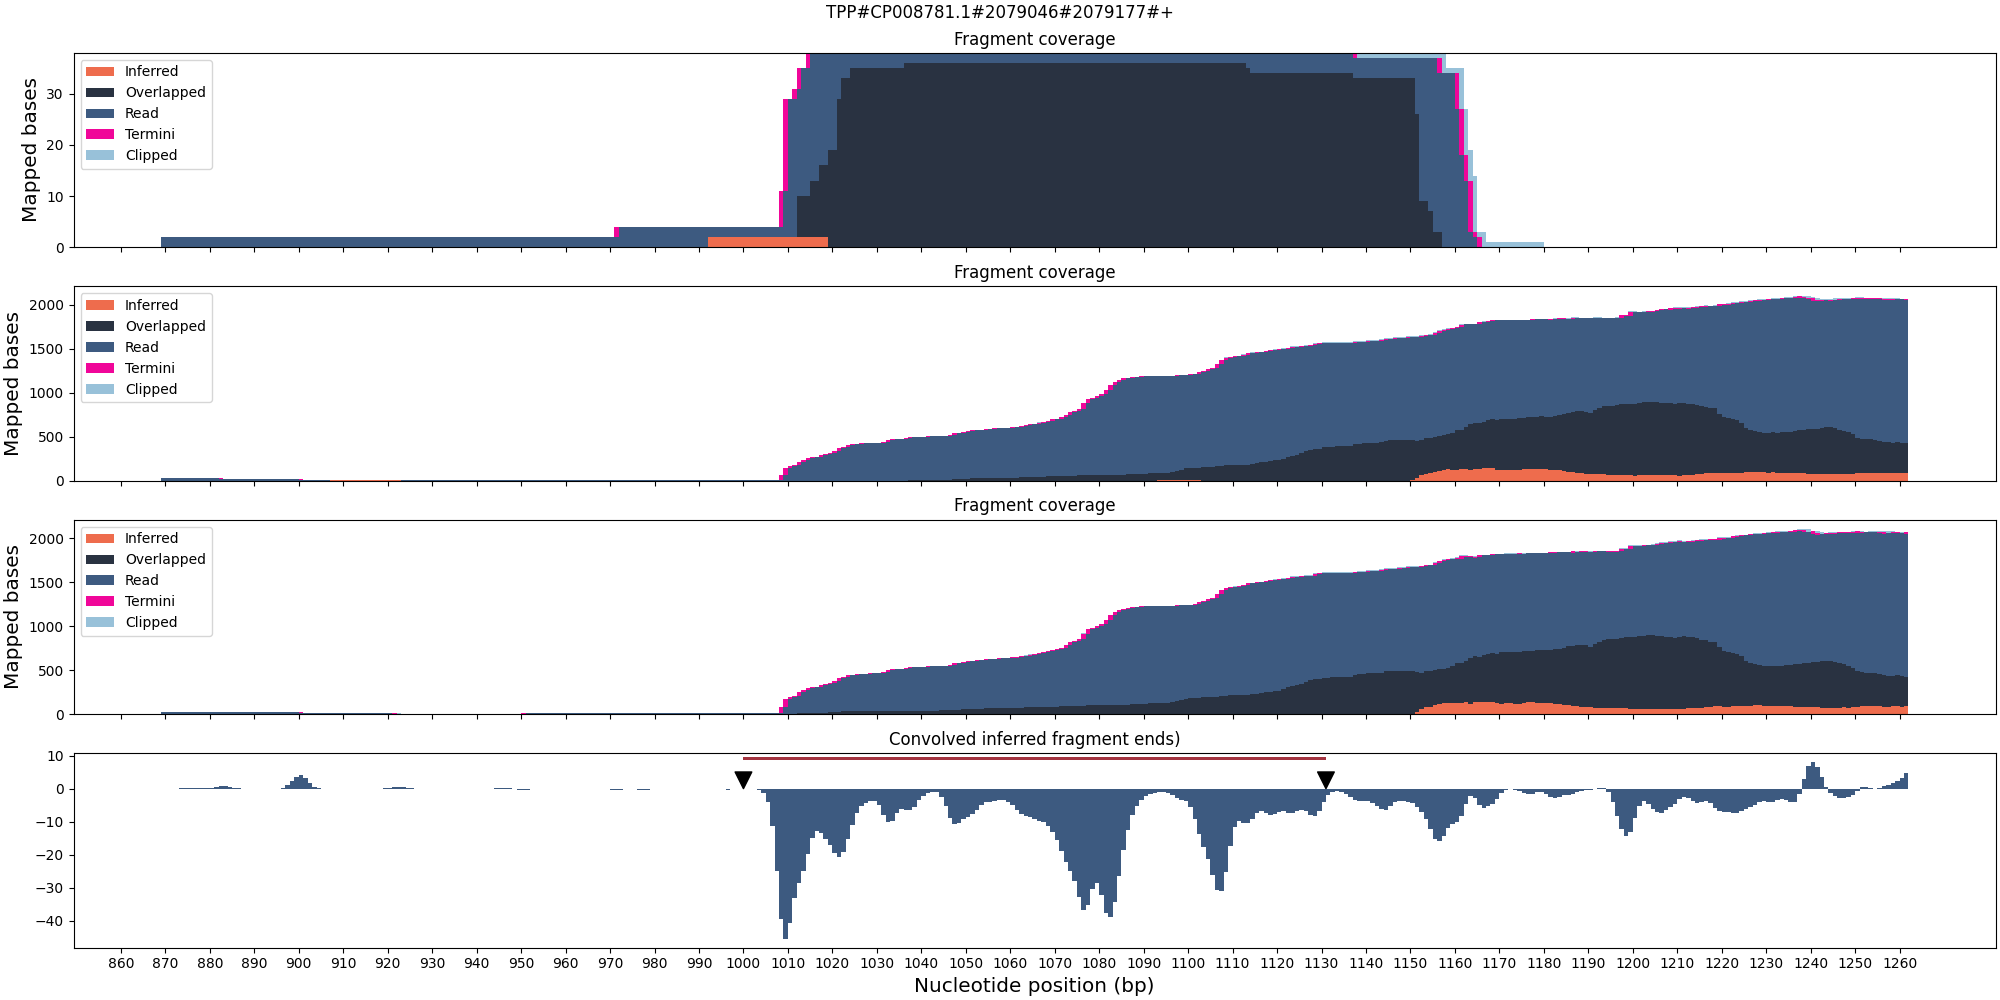 TPP#CP008781.1#2079046#2079177#+
Fragment coverage
Mapped bases
30
20
10
0
Inferred
Overlapped
Read
Termini
Clipped
Fragment coverage
Mapped bases
2000
1500
1000
500
0
Inferred
Overlapped
Read
Termini
Clipped
Fragment coverage
Mapped bases
2000
1500
1000
500
0
Inferred
Overlapped
Read
Termini
Clipped
Convolved inferred fragment ends)
10
0
−10
−20
−30
−40
860 870 880 890 900 910 920 930 940 950 960 970 980 990 1000 1010 1020 1030 1040 1050 1060 1070 1080 1090 1100 1110 1120 1130 1140 1150 1160 1170 1180 1190 1200 1210 1220 1230 1240 1250 1260
Nucleotide position (bp)